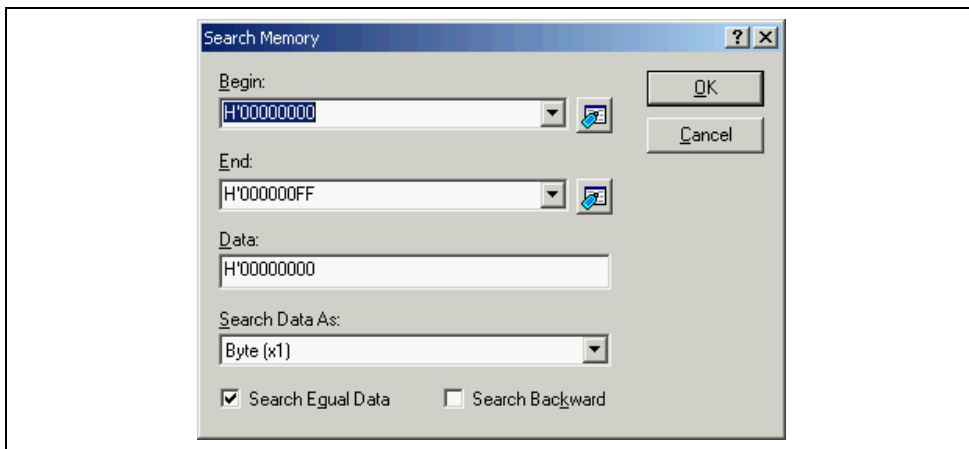 Search Memory
Begin:
OK
H'00000000
Cancel
End:
H'000000FF
Data:
H'00000000
Search Data As:
Byte (x1)
Search Egual Data Search Backward